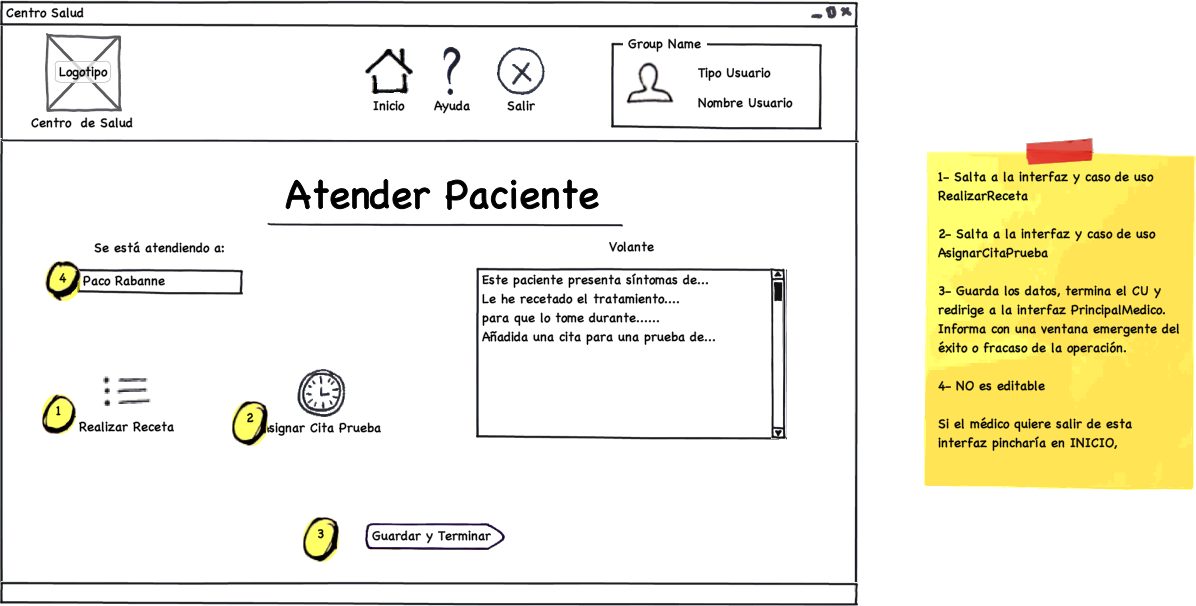 Centro Salud
Logotipo
Centro de Salud
Inicio
Ayuda
Salir
Group Name
Tipo Usuario
Nombre Usuario
Atender Paciente
Se está atendiendo a:
4
Paco Rabanne
Volante
Este paciente presenta síntomas de...
Le he recetado el tratamiento....
para que lo tome durante......
Añadida una cita para una prueba de...
1
Realizar Receta
2
signar Cita Prueba
3
Guardar y Terminar
1- Salta a la interfaz y caso de uso
RealizarReceta
2- Salta a la interfaz y caso de uso
AsignarCitaPrueba
3- Guarda los datos, termina el CU y
redirige a la interfaz PrincipalMedico.
Informa con una ventana emergente del
éxito o fracaso de la operación.
4- NO es editable
Si el médico quiere salir de esta
interfaz pincharía en INICIO,